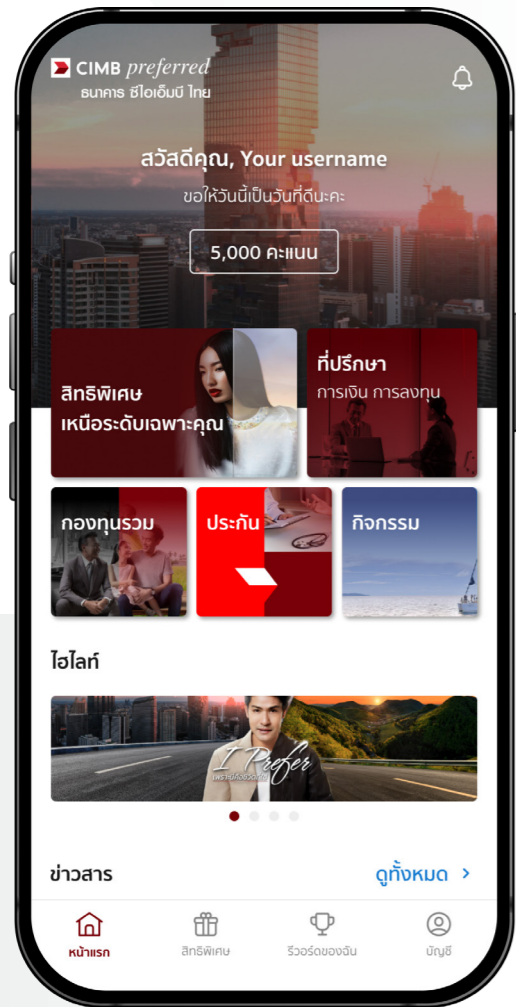 CIMB preferred
ธนาคาร ซีไอเอ็มบี ไทย
สวัสดีคุณ, Your username
ขอให้วันนี้เป็นวันที่ดีนะคะ
5,000 คะแนน
สิทธิพิเศษ
เหนือระดับเฉพาะคุณ
ที่ปรึกษา
การเงิน การลงทุน
กองทุนรวม
ประกัน
กิจกรรม
ไฮไลท์
I Prefer
ข่าวสาร
ดูทั้งหมด >
หน้าแรก
สิทธิพิเศษ
รีวอร์ดของฉัน
บัญชี